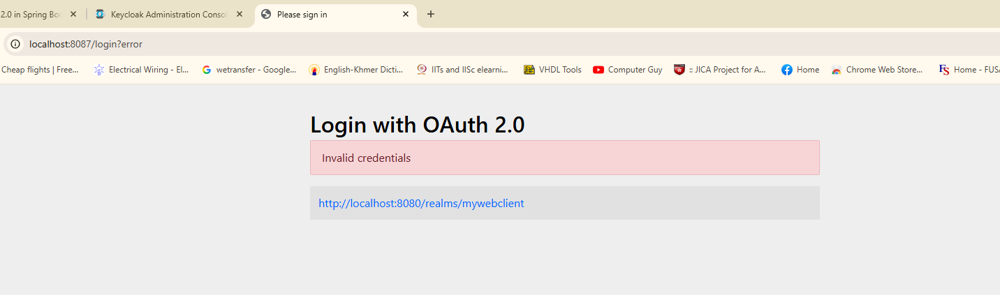 2.0 in Spring Boo
Keycloak Administration Consol
Please sign in
localhost:8087/login?error
Cheap flights | Free...
Electrical Wiring - El...
wetransfer - Google...
English-Khmer Dicti...
IITs and IISc elearni...
VHDL Tools
Computer Guy
:: JICA Project for A...
Home
Chrome Web Store...
Home - FUSA
Login with OAuth 2.0
Invalid credentials
http://localhost:8080/realms/mywebclient